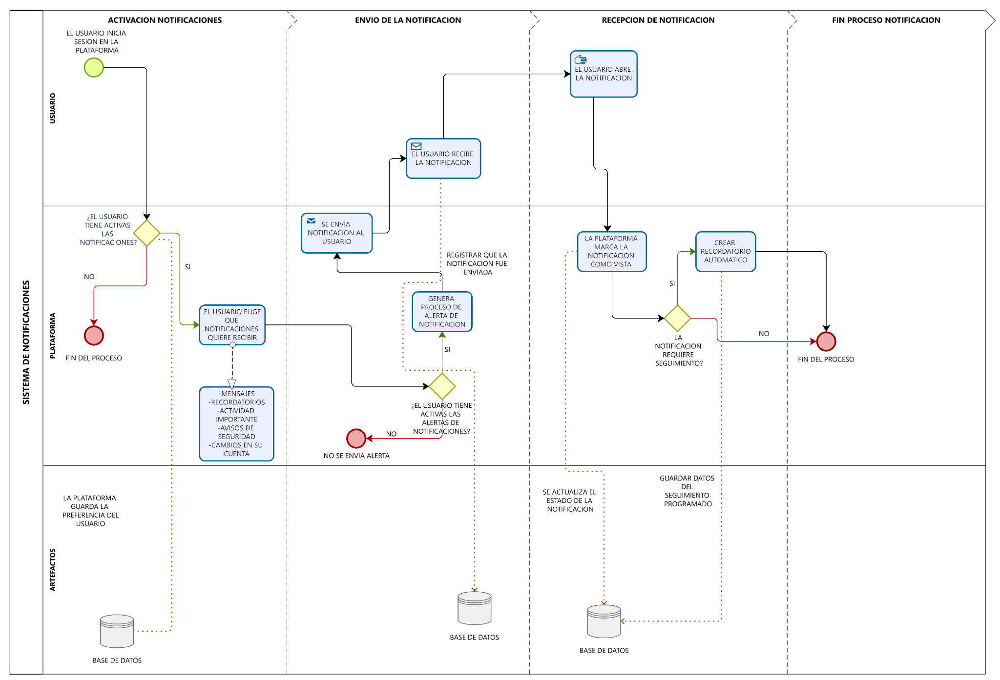 ACTIVACION NOTIFICACIONES
ENVIO DE LA NOTIFICACION
RECEPCION DE NOTIFICACION
FIN PROCESO NOTIFICACION
SISTEMA DE NOTIFICACIONES
USUARIO
EL USUARIO INICIA
SESION EN LA
PLATAFORMA
EL USUARIO RECIBE
LA NOTIFICACION
EL USUARIO ABRE
LA NOTIFICACION
PLATAFORMA
¿EL USUARIO
TIENE ACTIVAS
LAS
NOTIFICACIONES?
NO
SI
FIN DEL PROCESO
EL USUARIO ELIGE
QUE
NOTIFICACIONES
QUIERE RECIBIR
-MENSAJES
-RECORDATORIOS
-ACTIVIDAD
IMPORTANTE
-AVISOS DE
SEGURIDAD
-CAMBIOS EN SU
CUENTA
SE ENVIA
NOTIFICACION AL
USUARIO
REGISTRAR QUE LA
NOTIFICACION FUE
ENVIADA
GENERA
PROCESO DE
ALERTA DE
NOTIFICACION
SI
¿EL USUARIO TIENE
ACTIVAS LAS
ALERTAS DE
NOTIFICACIONES?
NO
NO SE ENVIA ALERTA
LA PLATAFORMA
MARCA LA
NOTIFICACION
COMO VISTA
CREAR
RECORDATORIO
AUTOMATICO
SI
LA
NOTIFICACION
REQUIERE
SEGUIMIENTO?
NO
FIN DEL PROCESO
ARTEFACTOS
LA PLATAFORMA
GUARDA LA
PREFERENCIA DEL
USUARIO
BASE DE DATOS
BASE DE DATOS
SE ACTUALIZA EL
ESTADO DE LA
NOTIFICACION
GUARDAR DATOS
DEL
SEGUIMIENTO
PROGRAMADO
BASE DE DATOS